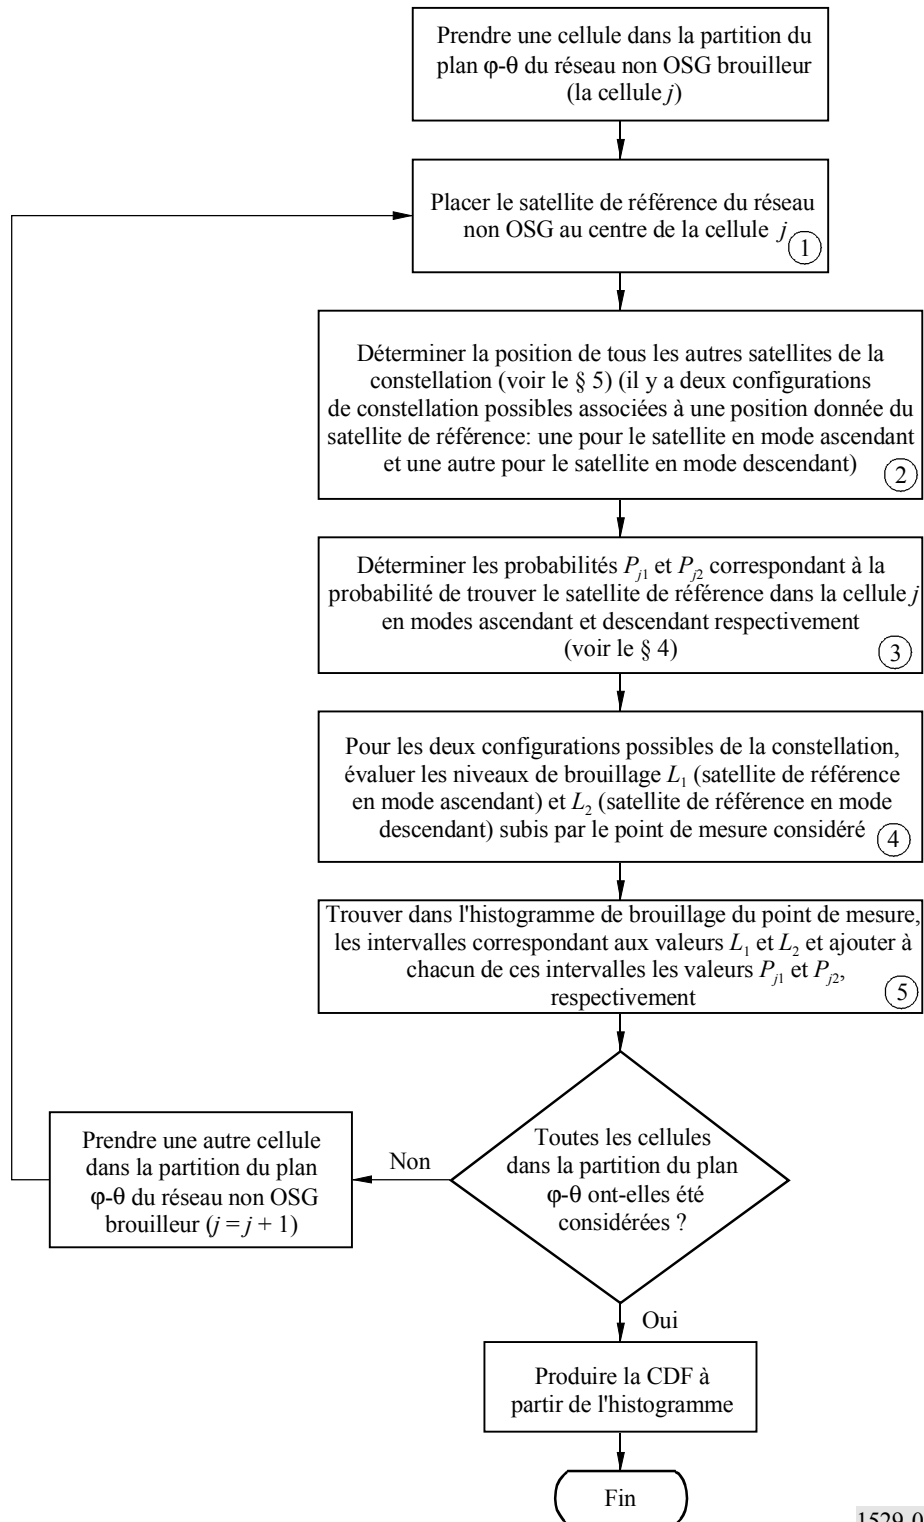 Prendre une cellule dans la partition du
plan φ-θ du réseau non OSG brouilleur
(la cellule j)
Placer le satellite de référence du réseau
non OSG au centre de la cellule j
1
Déterminer la position de tous les autres satellites de la
constellation (voir le § 5) (il y a deux configurations
de constellation possibles associées à une position donnée du
satellite de référence: une pour le satellite en mode ascendant
et une autre pour le satellite en mode descendant)
2
Déterminer les probabilités Pj1 et Pj2 correspondant à la
probabilité de trouver le satellite de référence dans la cellule j
en modes ascendant et descendant respectivement
(voir le § 4)
3
Pour les deux configurations possibles de la constellation,
évaluer les niveaux de brouillage L1 (satellite de référence
en mode ascendant) et L2 (satellite de référence en mode
descendant) subis par le point de mesure considéré
4
Trouver dans l'histogramme de brouillage du point de mesure,
les intervalles correspondant aux valeurs L1 et L2 et ajouter à
chacun de ces intervalles les valeurs Pj1 et Pj2,
respectivement
5
Toutes les cellules
dans la partition du plan
φ-θ ont-elles été
considérées ?
Non
Prendre une autre cellule
dans la partition du plan
φ-θ du réseau non OSG
brouilleur (j = j + 1)
Oui
Produire la CDF à
partir de l'histogramme
Fin